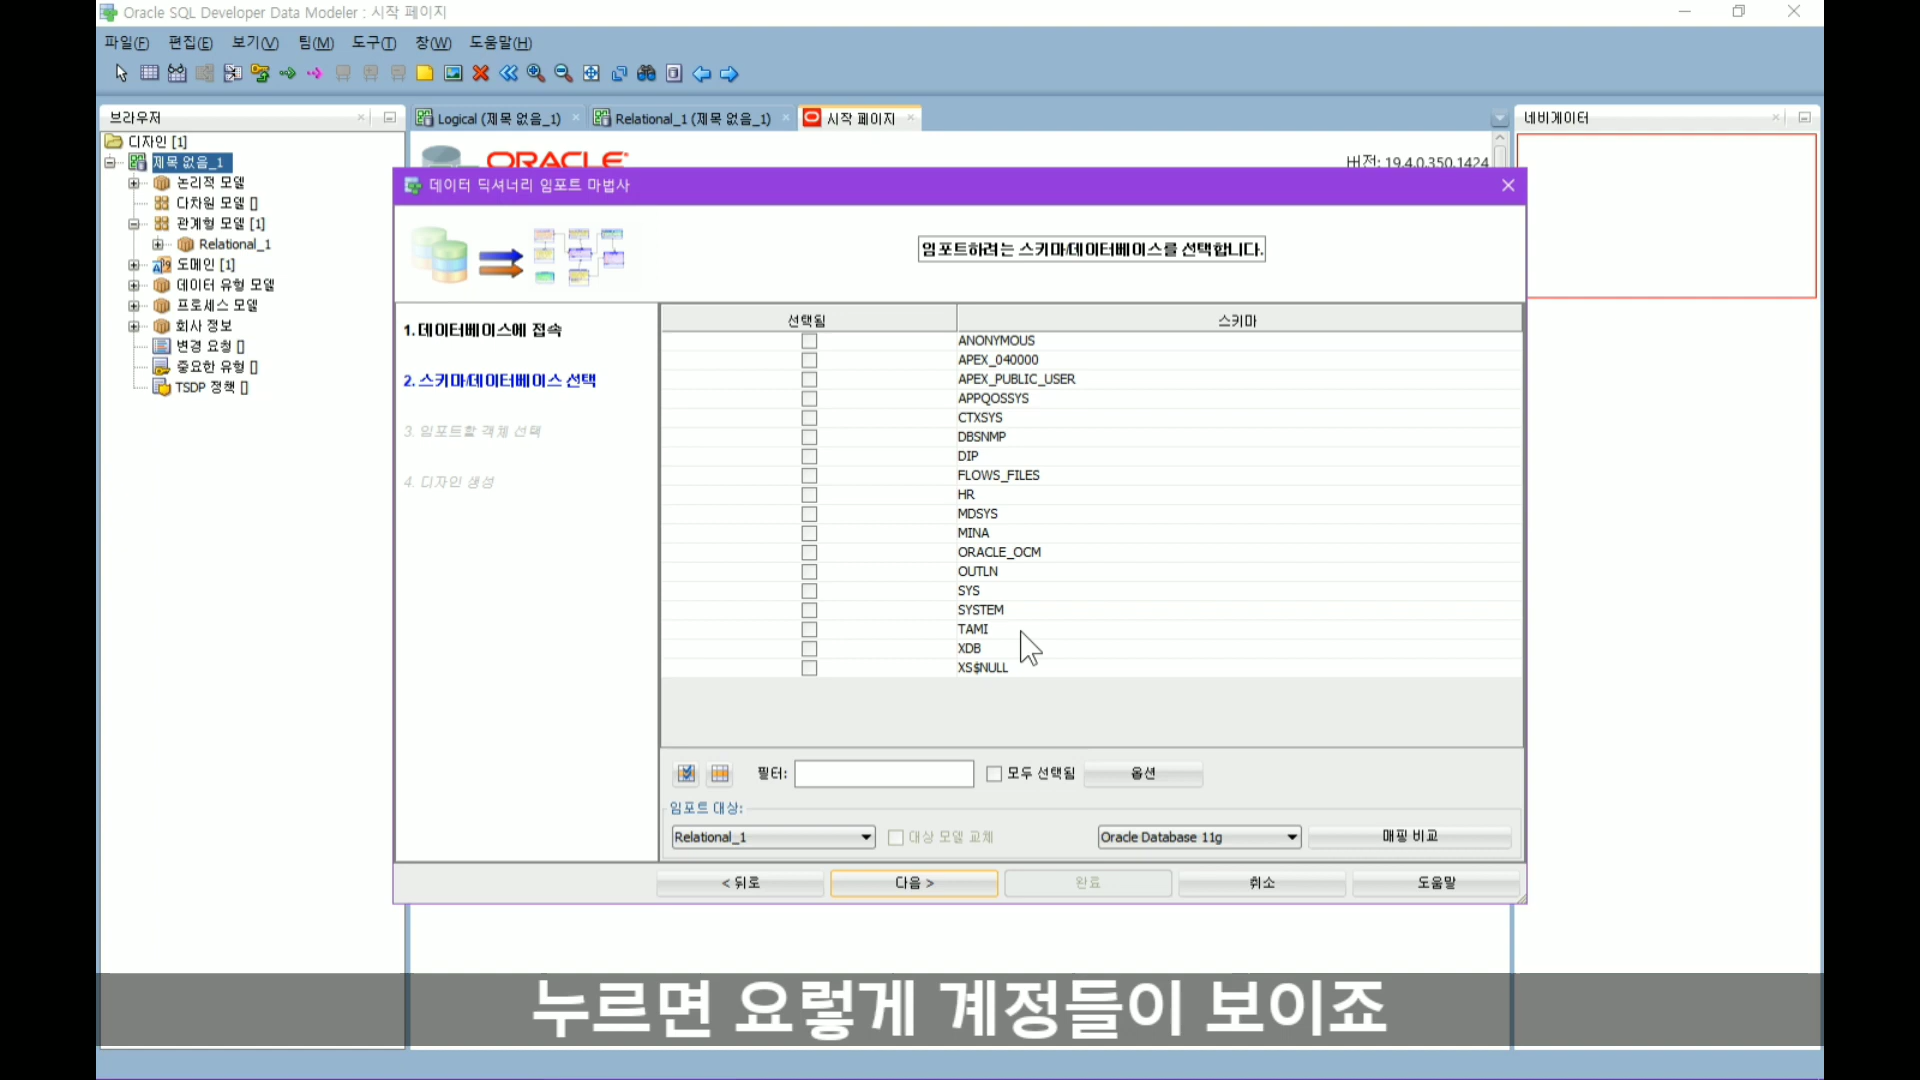 Oracle SQL Developer Data Modeler : 시작 페이지
파일(F) 편집(E) 보기(V) 팀(M) 도구(T) 창(W) 도움말(H)
브라우저
Logical (제목 없음_1)
Relational_1 (제목 없음_1)
시작 페이지
네비게이터
디자인 [1]
제목 없음_1
논리적 모델
다차원 모델 []
관계형 모델 [1]
Relational_1
도메인 [1]
데이터 유형 모델
프로세스 모델
회사 정보
변경 요청 []
중요한 유형 []
TSDP 정책 []
ORACLE
버전: 19.4.0.350.1424
데이터 딕셔너리 임포트 마법사
임포트하려는 스키마/데이터베이스를 선택합니다.
1. 데이터베이스에 접속
2. 스키마/데이터베이스 선택
3. 임포트할 객체 선택
4. 디자인 생성
선택됨 스키마
ANONYMOUS
APEX_040000
APEX_PUBLIC_USER
APPQOSSYS
CTXSYS
DBSNMP
DIP
FLOWS_FILES
HR
MDSYS
MINA
ORACLE_OCM
OUTLN
SYS
SYSTEM
TAMI
XDB
XS$NULL
필터: 모두 선택됨 옵션
임포트 대상:
Relational_1 대상 모델 교체 Oracle Database 11g 매핑 비교
< 뒤로 다음 > 완료 취소 도움말
누르면 요렇게 계정들이 보이죠